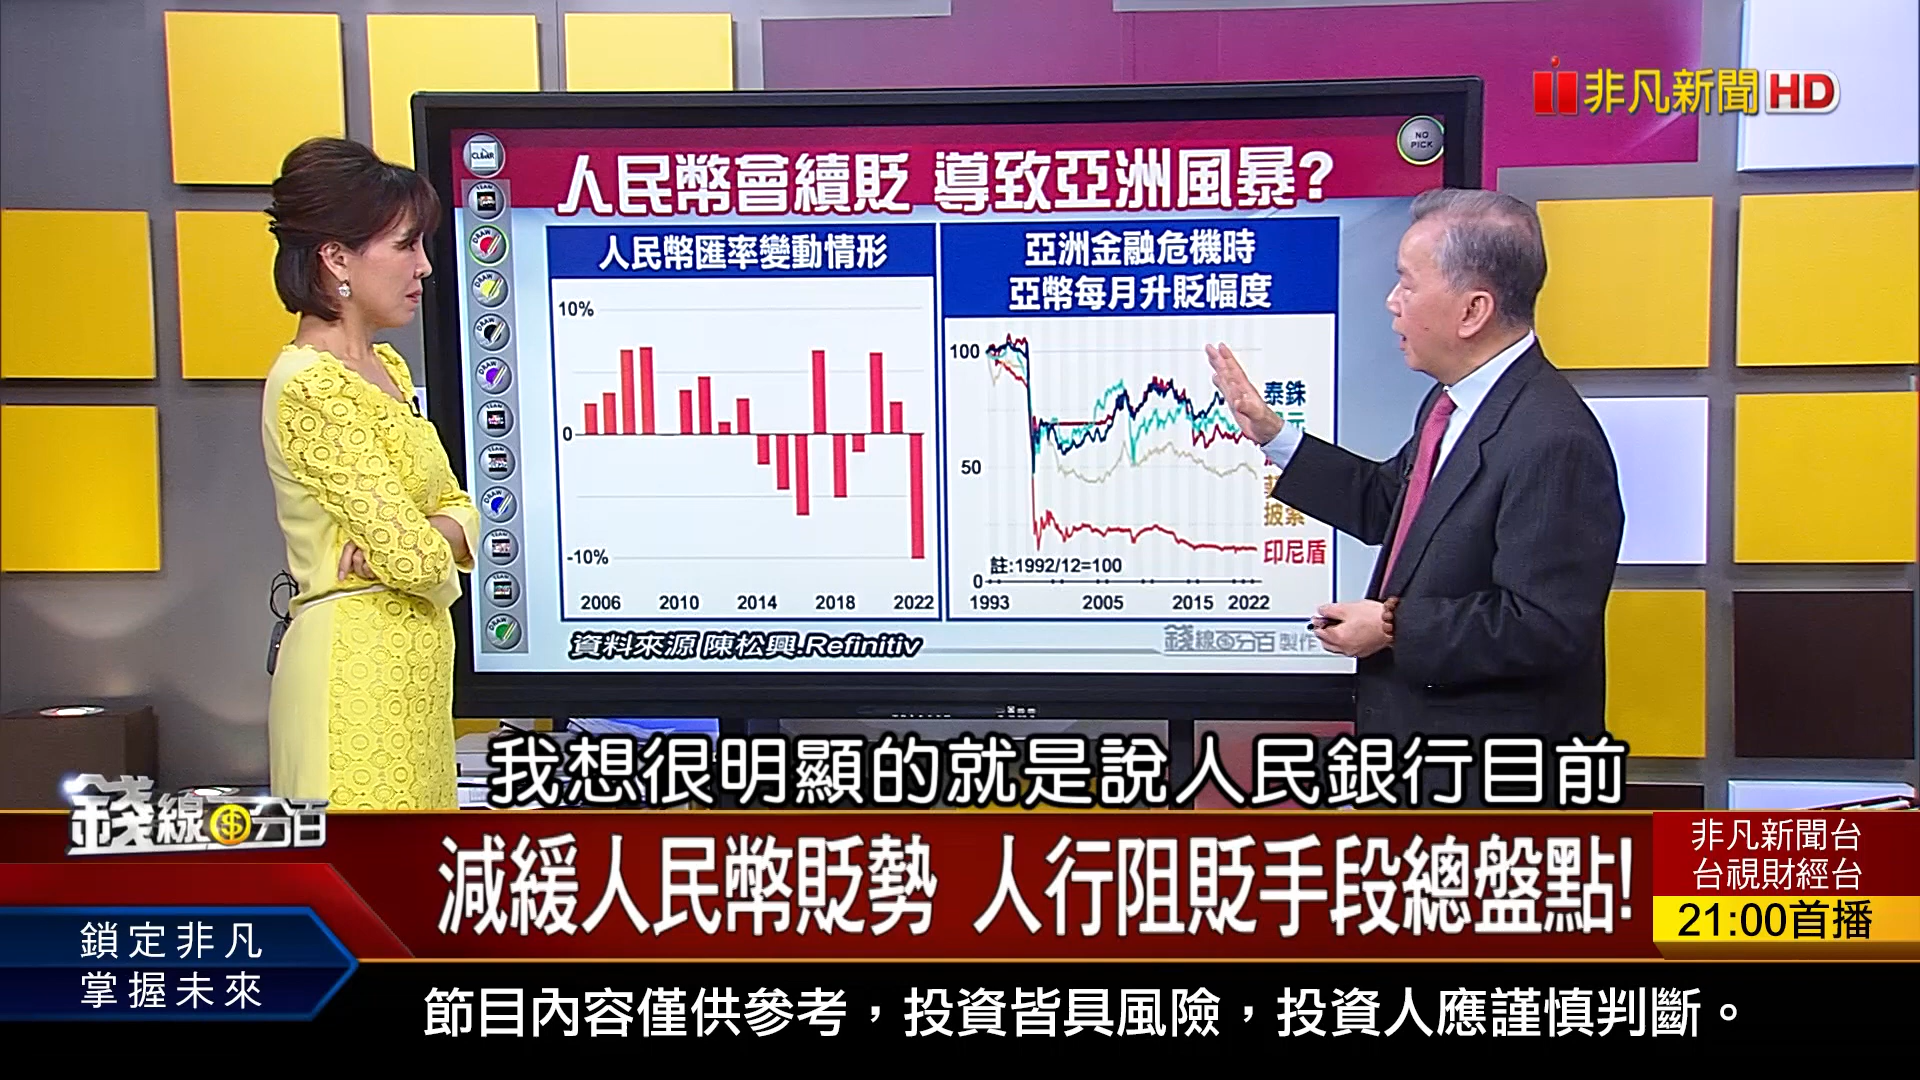 非凡新聞HD
CLEAR
NO
PICK
人民幣會續貶 導致亞洲風暴?
人民幣匯率變動情形
10%
0
-10%
2006 2010 2014 2018 2022
亞洲金融危機時
亞幣每月升貶幅度
100
50
0
泰銖
披索
印尼盾
註:1992/12=100
1993 2005 2015 2022
資料來源 陳松興.Refinitiv
錢線百分百 製作
我想很明顯的就是說人民銀行目前
錢線百分百
減緩人民幣貶勢 人行阻貶手段總盤點!
非凡新聞台
台視財經台
21:00首播
鎖定非凡
掌握未來
節目內容僅供參考，投資皆具風險，投資人應謹慎判斷。